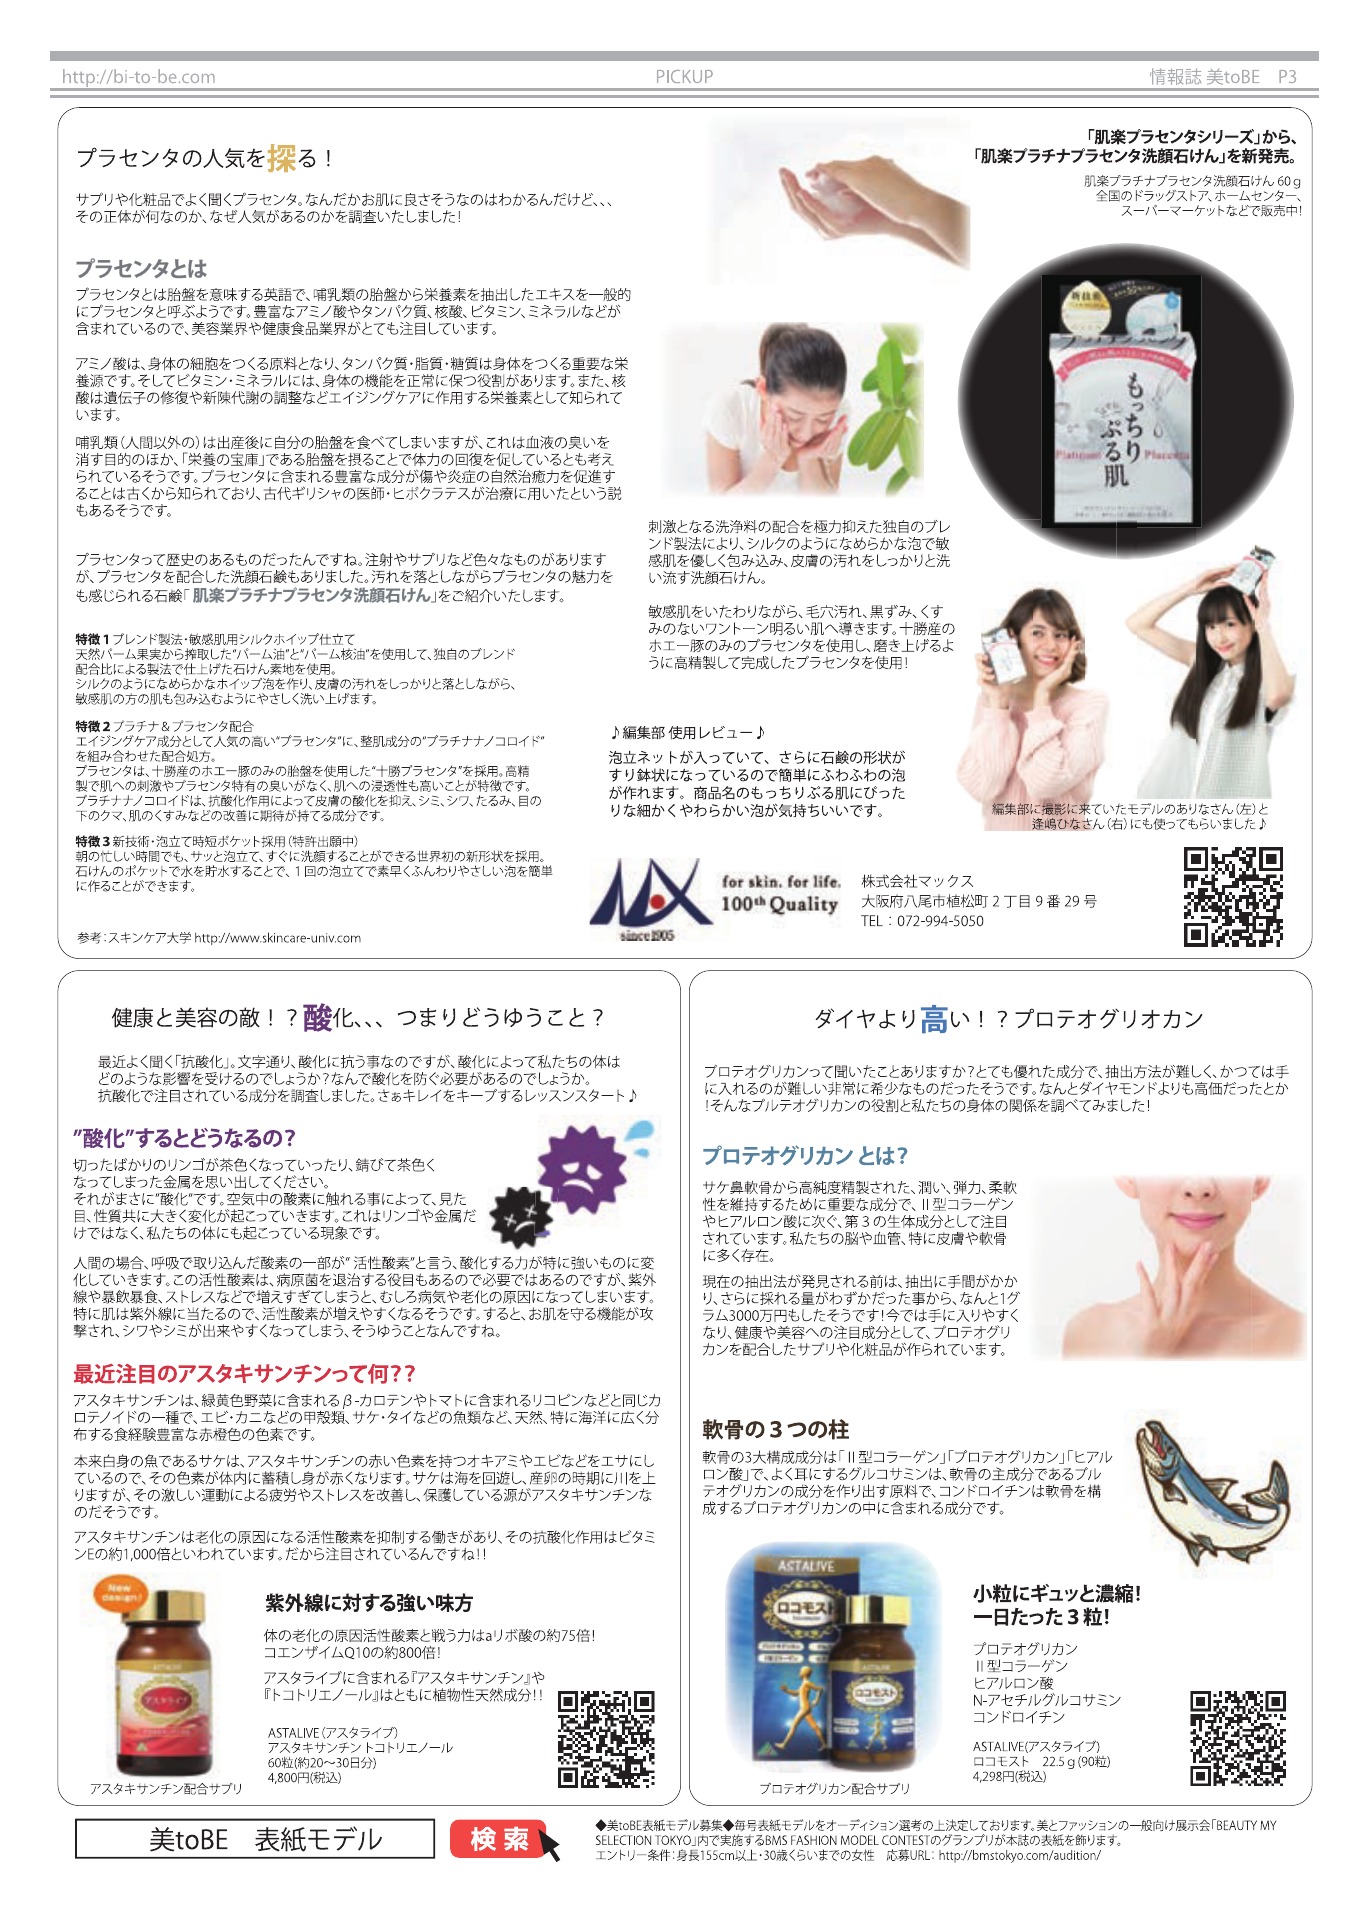 http://bi-to-be.com
PICKUP
情報誌 美toBE　P3
プラセンタの人気を探る！
サプリや化粧品でよく聞くプラセンタ。なんだかお肌に良さそうなのはわかるんだけど、、、
その正体が何なのか、なぜ人気があるのかを調査いたしました！
プラセンタとは
プラセンタとは胎盤を意味する英語で、哺乳類の胎盤から栄養素を抽出したエキスを一般的
にプラセンタと呼ぶようです。豊富なアミノ酸やタンパク質、核酸、ビタミン、ミネラルなどが
含まれているので、美容業界や健康食品業界がとても注目しています。
アミノ酸は、身体の細胞をつくる原料となり、タンパク質・脂質・糖質は身体をつくる重要な栄
養源です。そしてビタミン・ミネラルには、身体の機能を正常に保つ役割があります。また、核
酸は遺伝子の修復や新陳代謝の調整などエイジングケアに作用する栄養素として知られて
います。
哺乳類（人間以外の）は出産後に自分の胎盤を食べてしまいますが、これは血液の臭いを
消す目的のほか、「栄養の宝庫」である胎盤を摂ることで体力の回復を促しているとも考え
られているそうです。プラセンタに含まれる豊富な成分が傷や炎症の自然治癒力を促進す
ることは古くから知られており、古代ギリシャの医師・ヒポクラテスが治療に用いたという説
もあるそうです。
プラセンタって歴史のあるものだったんですね。注射やサプリなど色々なものがあります
が、プラセンタを配合した洗顔石鹸もありました。汚れを落としながらプラセンタの魅力を
も感じられる石鹸「肌楽プラチナプラセンタ洗顔石けん」をご紹介いたします。
特徴1 ブレンド製法・敏感肌用シルクホイップ仕立て
天然パーム果実から搾取した“パーム油”と“パーム核油”を使用して、独自のブレンド
配合比による製法で仕上げた石けん素地を使用。
シルクのようになめらかなホイップ泡を作り、皮膚の汚れをしっかりと落としながら、
敏感肌の方の肌も包み込むようにやさしく洗い上げます。
特徴2 プラチナ＆プラセンタ配合
エイジングケア成分として人気の高い“プラセンタ”に、整肌成分の“プラチナナノコロイド”
を組み合わせた配合処方。
プラセンタは、十勝産のホエー豚のみの胎盤を使用した“十勝プラセンタ”を採用。高精
製で肌への刺激やプラセンタ特有の臭いがなく、肌への浸透性も高いことが特徴です。
プラチナナノコロイドは、抗酸化作用によって皮膚の酸化を抑え、シミ、シワ、たるみ、目の
下のクマ、肌のくすみなどの改善に期待が持てる成分です。
特徴3 新技術・泡立て時短ポケット採用（特許出願中）
朝の忙しい時間でも、サッと泡立て、すぐに洗顔することができる世界初の新形状を採用。
石けんのポケットで水を貯水することで、1回の泡立てで素早くふんわりやさしい泡を簡単
に作ることができます。
参考：スキンケア大学 http://www.skincare-univ.com
「肌楽プラセンタシリーズ」から、
「肌楽プラチナプラセンタ洗顔石けん」を新発売。
肌楽プラチナプラセンタ洗顔石けん 60g
全国のドラッグストア、ホームセンター、
スーパーマーケットなどで販売中！
新技術
もっちり
ぷる肌
Platinum Placenta
刺激となる洗浄料の配合を極力抑えた独自のブレ
ンド製法により、シルクのようになめらかな泡で敏
感肌を優しく包み込み、皮膚の汚れをしっかりと洗
い流す洗顔石けん。
敏感肌をいたわりながら、毛穴汚れ、黒ずみ、くす
みのないワントーン明るい肌へ導きます。十勝産の
ホエー豚のみのプラセンタを使用し、磨き上げるよ
うに高精製して完成したプラセンタを使用！
♪編集部 使用レビュー♪
泡立ネットが入っていて、さらに石鹸の形状が
すり鉢状になっているので簡単にふわふわの泡
が作れます。商品名のもっちりぷる肌にぴった
りな細かくやわらかい泡が気持ちいいです。
編集部に撮影に来ていたモデルのありなさん（左）と
逢嶋ひなさん（右）にも使ってもらいました♪
MAX
since1905
for skin, for life.
100th Quality
株式会社マックス
大阪府八尾市植松町2丁目9番29号
TEL：072-994-5050
健康と美容の敵！？酸化、、、つまりどうゆうこと？
最近よく聞く「抗酸化」。文字通り、酸化に抗う事なのですが、酸化によって私たちの体は
どのような影響を受けるのでしょうか？なんで酸化を防ぐ必要があるのでしょうか。
抗酸化で注目されている成分を調査しました。さぁキレイをキープするレッスンスタート♪
”酸化”するとどうなるの？
切ったばかりのリンゴが茶色くなっていったり、錆びて茶色く
なってしまった金属を思い出してください。
それがまさに“酸化”です。空気中の酸素に触れる事によって、見た
目、性質共に大きく変化が起こっていきます。これはリンゴや金属だ
けではなく、私たちの体にも起こっている現象です。
人間の場合、呼吸で取り込んだ酸素の一部が“ 活性酸素”と言う、酸化する力が特に強いものに変
化していきます。この活性酸素は、病原菌を退治する役目もあるので必要ではあるのですが、紫外
線や暴飲暴食、ストレスなどで増えすぎてしまうと、むしろ病気や老化の原因になってしまいます。
特に肌は紫外線に当たるので、活性酸素が増えやすくなるそうです。すると、お肌を守る機能が攻
撃され、シワやシミが出来やすくなってしまう、そうゆうことなんですね。
最近注目のアスタキサンチンって何？？
アスタキサンチンは、緑黄色野菜に含まれるβ-カロテンやトマトに含まれるリコピンなどと同じカ
ロテノイドの一種で、エビ・カニなどの甲殻類、サケ・タイなどの魚類など、天然、特に海洋に広く分
布する食経験豊富な赤橙色の色素です。
本来白身の魚であるサケは、アスタキサンチンの赤い色素を持つオキアミやエビなどをエサにし
ているので、その色素が体内に蓄積し身が赤くなります。サケは海を回遊し、産卵の時期に川を上
りますが、その激しい運動による疲労やストレスを改善し、保護している源がアスタキサンチンな
のだそうです。
アスタキサンチンは老化の原因になる活性酸素を抑制する働きがあり、その抗酸化作用はビタミ
ンEの約1,000倍といわれています。だから注目されているんですね！！
New design!
ASTALIVE
アスタライブ
アスタキサンチン配合サプリ
紫外線に対する強い味方
体の老化の原因活性酸素と戦う力はaリポ酸の約75倍！
コエンザイムQ10の約800倍！
アスタライブに含まれる『アスタキサンチン』や
『トコトリエノール』はともに植物性天然成分！！
ASTALIVE（アスタライブ）
アスタキサンチン トコトリエノール
60粒(約20～30日分)
4,800円(税込)
ダイヤより高い！？プロテオグリオカン
プロテオグリカンって聞いたことありますか？とても優れた成分で、抽出方法が難しく、かつては手
に入れるのが難しい非常に希少なものだったそうです。なんとダイヤモンドよりも高価だったとか
！そんなプルテオグリカンの役割と私たちの身体の関係を調べてみました！
プロテオグリカン とは？
サケ鼻軟骨から高純度精製された、潤い、弾力、柔軟
性を維持するために重要な成分で、Ⅱ型コラーゲン
やヒアルロン酸に次ぐ、第3の生体成分として注目
されています。私たちの脳や血管、特に皮膚や軟骨
に多く存在。
現在の抽出法が発見される前は、抽出に手間がかか
り、さらに採れる量がわずかだった事から、なんと1グ
ラム3000万円もしたそうです！今では手に入りやすく
なり、健康や美容への注目成分として、プロテオグリ
カンを配合したサプリや化粧品が作られています。
軟骨の3つの柱
軟骨の3大構成成分は「Ⅱ型コラーゲン」「プロテオグリカン」「ヒアル
ロン酸」で、よく耳にするグルコサミンは、軟骨の主成分であるプル
テオグリカンの成分を作り出す原料で、コンドロイチンは軟骨を構
成するプロテオグリカンの中に含まれる成分です。
ASTALIVE
ロコモスト
ASTALIVE
ロコモスト
プロテオグリカン配合サプリ
小粒にギュッと濃縮！
一日たった3粒！
プロテオグリカン
Ⅱ型コラーゲン
ヒアルロン酸
N-アセチルグルコサミン
コンドロイチン
ASTALIVE(アスタライブ)
ロコモスト　22.5g(90粒)
4,298円(税込)
美toBE　表紙モデル
検索
◆美toBE表紙モデル募集◆毎号表紙モデルをオーディション選考の上決定しております。美とファッションの一般向け展示会「BEAUTY MY
SELECTION TOKYO」内で実施するBMS FASHION MODEL CONTESTのグランプリが本誌の表紙を飾ります。
エントリー条件：身長155cm以上・30歳くらいまでの女性　応募URL： http://bmstokyo.com/audition/